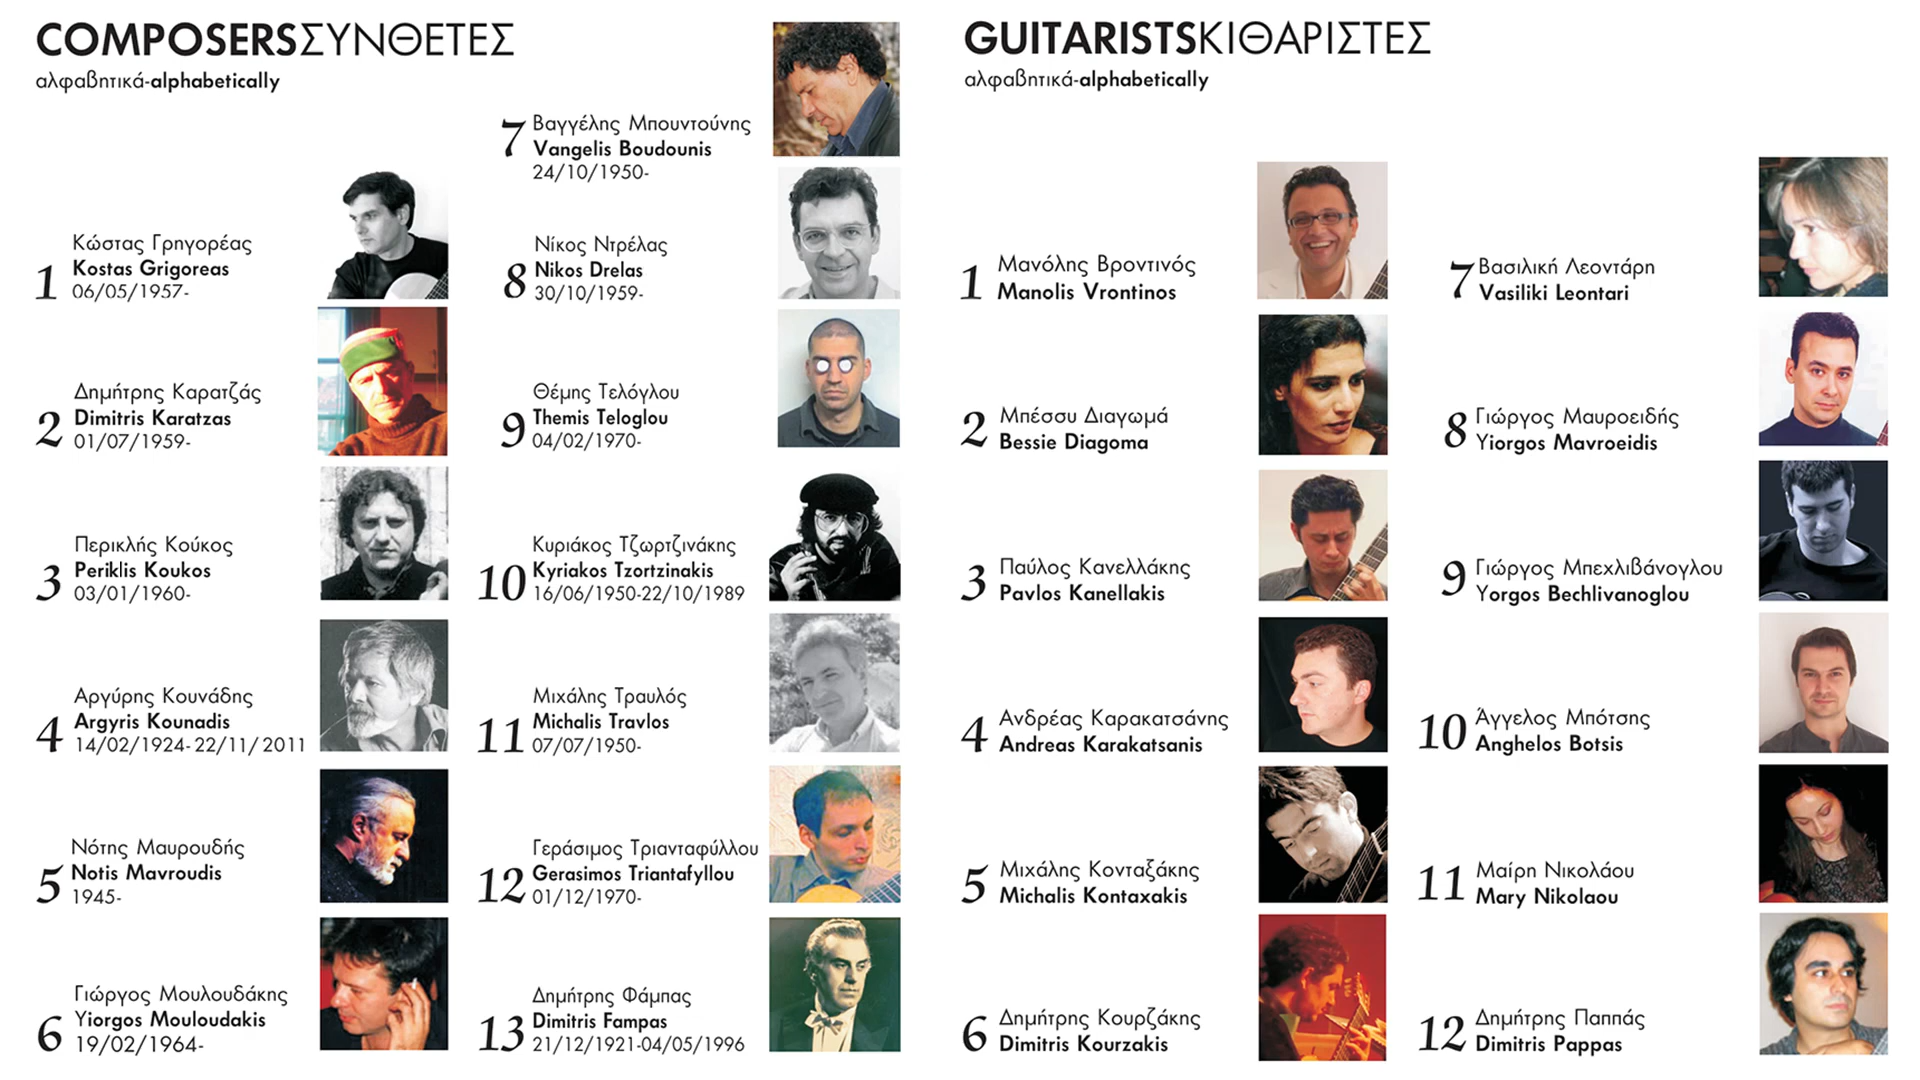 COMPOSERSΣΥΝΘΕΤΕΣ
αλφαβητικά-alphabetically
1
Κώστας Γρηγορέας
Kostas Grigoreas
06/05/1957-
2
Δημήτρης Καρατζάς
Dimitris Karatzas
01/07/1959-
3
Περικλής Κούκος
Periklis Koukos
03/01/1960-
4
Αργύρης Κουνάδης
Argyris Kounadis
14/02/1924-22/11/2011
5
Νότης Μαυρουδής
Notis Mavroudis
1945-
6
Γιώργος Μουλουδάκης
Yiorgos Mouloudakis
19/02/1964-
7
Βαγγέλης Μπουντούνης
Vangelis Boudounis
24/10/1950-
8
Νίκος Ντρέλας
Nikos Drelas
30/10/1959-
9
Θέμης Τελόγλου
Themis Teloglou
04/02/1970-
10
Κυριάκος Τζωρτζινάκης
Kyriakos Tzortzinakis
16/06/1950-22/10/1989
11
Μιχάλης Τραυλός
Michalis Travlos
07/07/1950-
12
Γεράσιμος Τριανταφύλλου
Gerasimos Triantafyllou
01/12/1970-
13
Δημήτρης Φάμπας
Dimitris Fampas
21/12/1921-04/05/1996
GUITARISTSΚΙΘΑΡΙΣΤΕΣ
αλφαβητικά-alphabetically
1
Μανόλης Βροντινός
Manolis Vrontinos
2
Μπέσσυ Διαγωμά
Bessie Diagoma
3
Παύλος Κανελλάκης
Pavlos Kanellakis
4
Ανδρέας Καρακατσάνης
Andreas Karakatsanis
5
Μιχάλης Κονταξάκης
Michalis Kontaxakis
6
Δημήτρης Κουρζάκης
Dimitris Kourzakis
7
Βασιλική Λεοντάρη
Vasiliki Leontari
8
Γιώργος Μαυροειδής
Yiorgos Mavroeidis
9
Γιώργος Μπεχλιβάνογλου
Yorgos Bechlivanoglou
10
Άγγελος Μπότσης
Anghelos Botsis
11
Μαίρη Νικολάου
Mary Nikolaou
12
Δημήτρης Παππάς
Dimitris Pappas